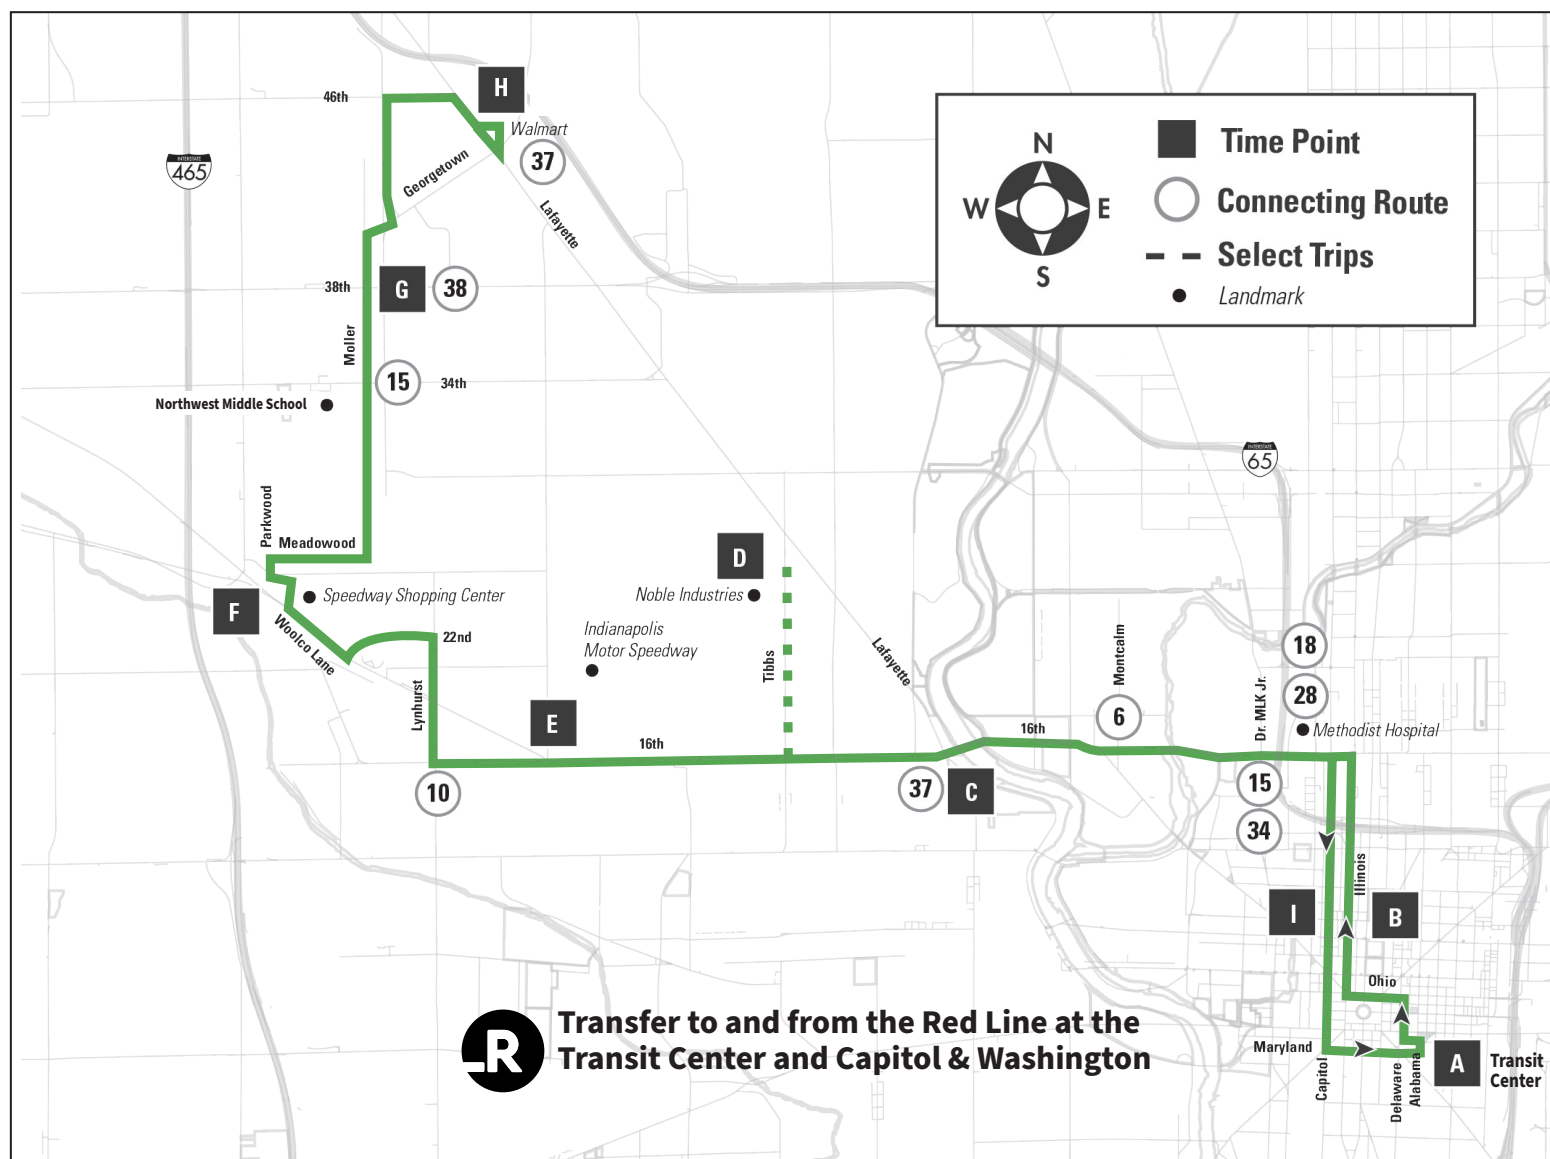 H
46th
Walmart
37
Georgetown
INTERSTATE
465
Lafayette
N
W
E
S
Time Point
Connecting Route
Select Trips
Landmark
38th
G
38
Moller
15
34th
Northwest Middle School
INTERSTATE
65
Parkwood
Meadowood
D
Noble Industries
F
Speedway Shopping Center
Woolco Lane
22nd
Indianapolis
Motor Speedway
Tibbs
Lafayette
Montcalm
18
28
6
Dr. MLK Jr.
Methodist Hospital
Lynhurst
E
16th
16th
10
37
C
15
34
Illinois
I
B
Ohio
R
Transfer to and from the Red Line at the
Transit Center and Capitol & Washington
Maryland
Capitol
Delaware
Alabama
A
Transit
Center